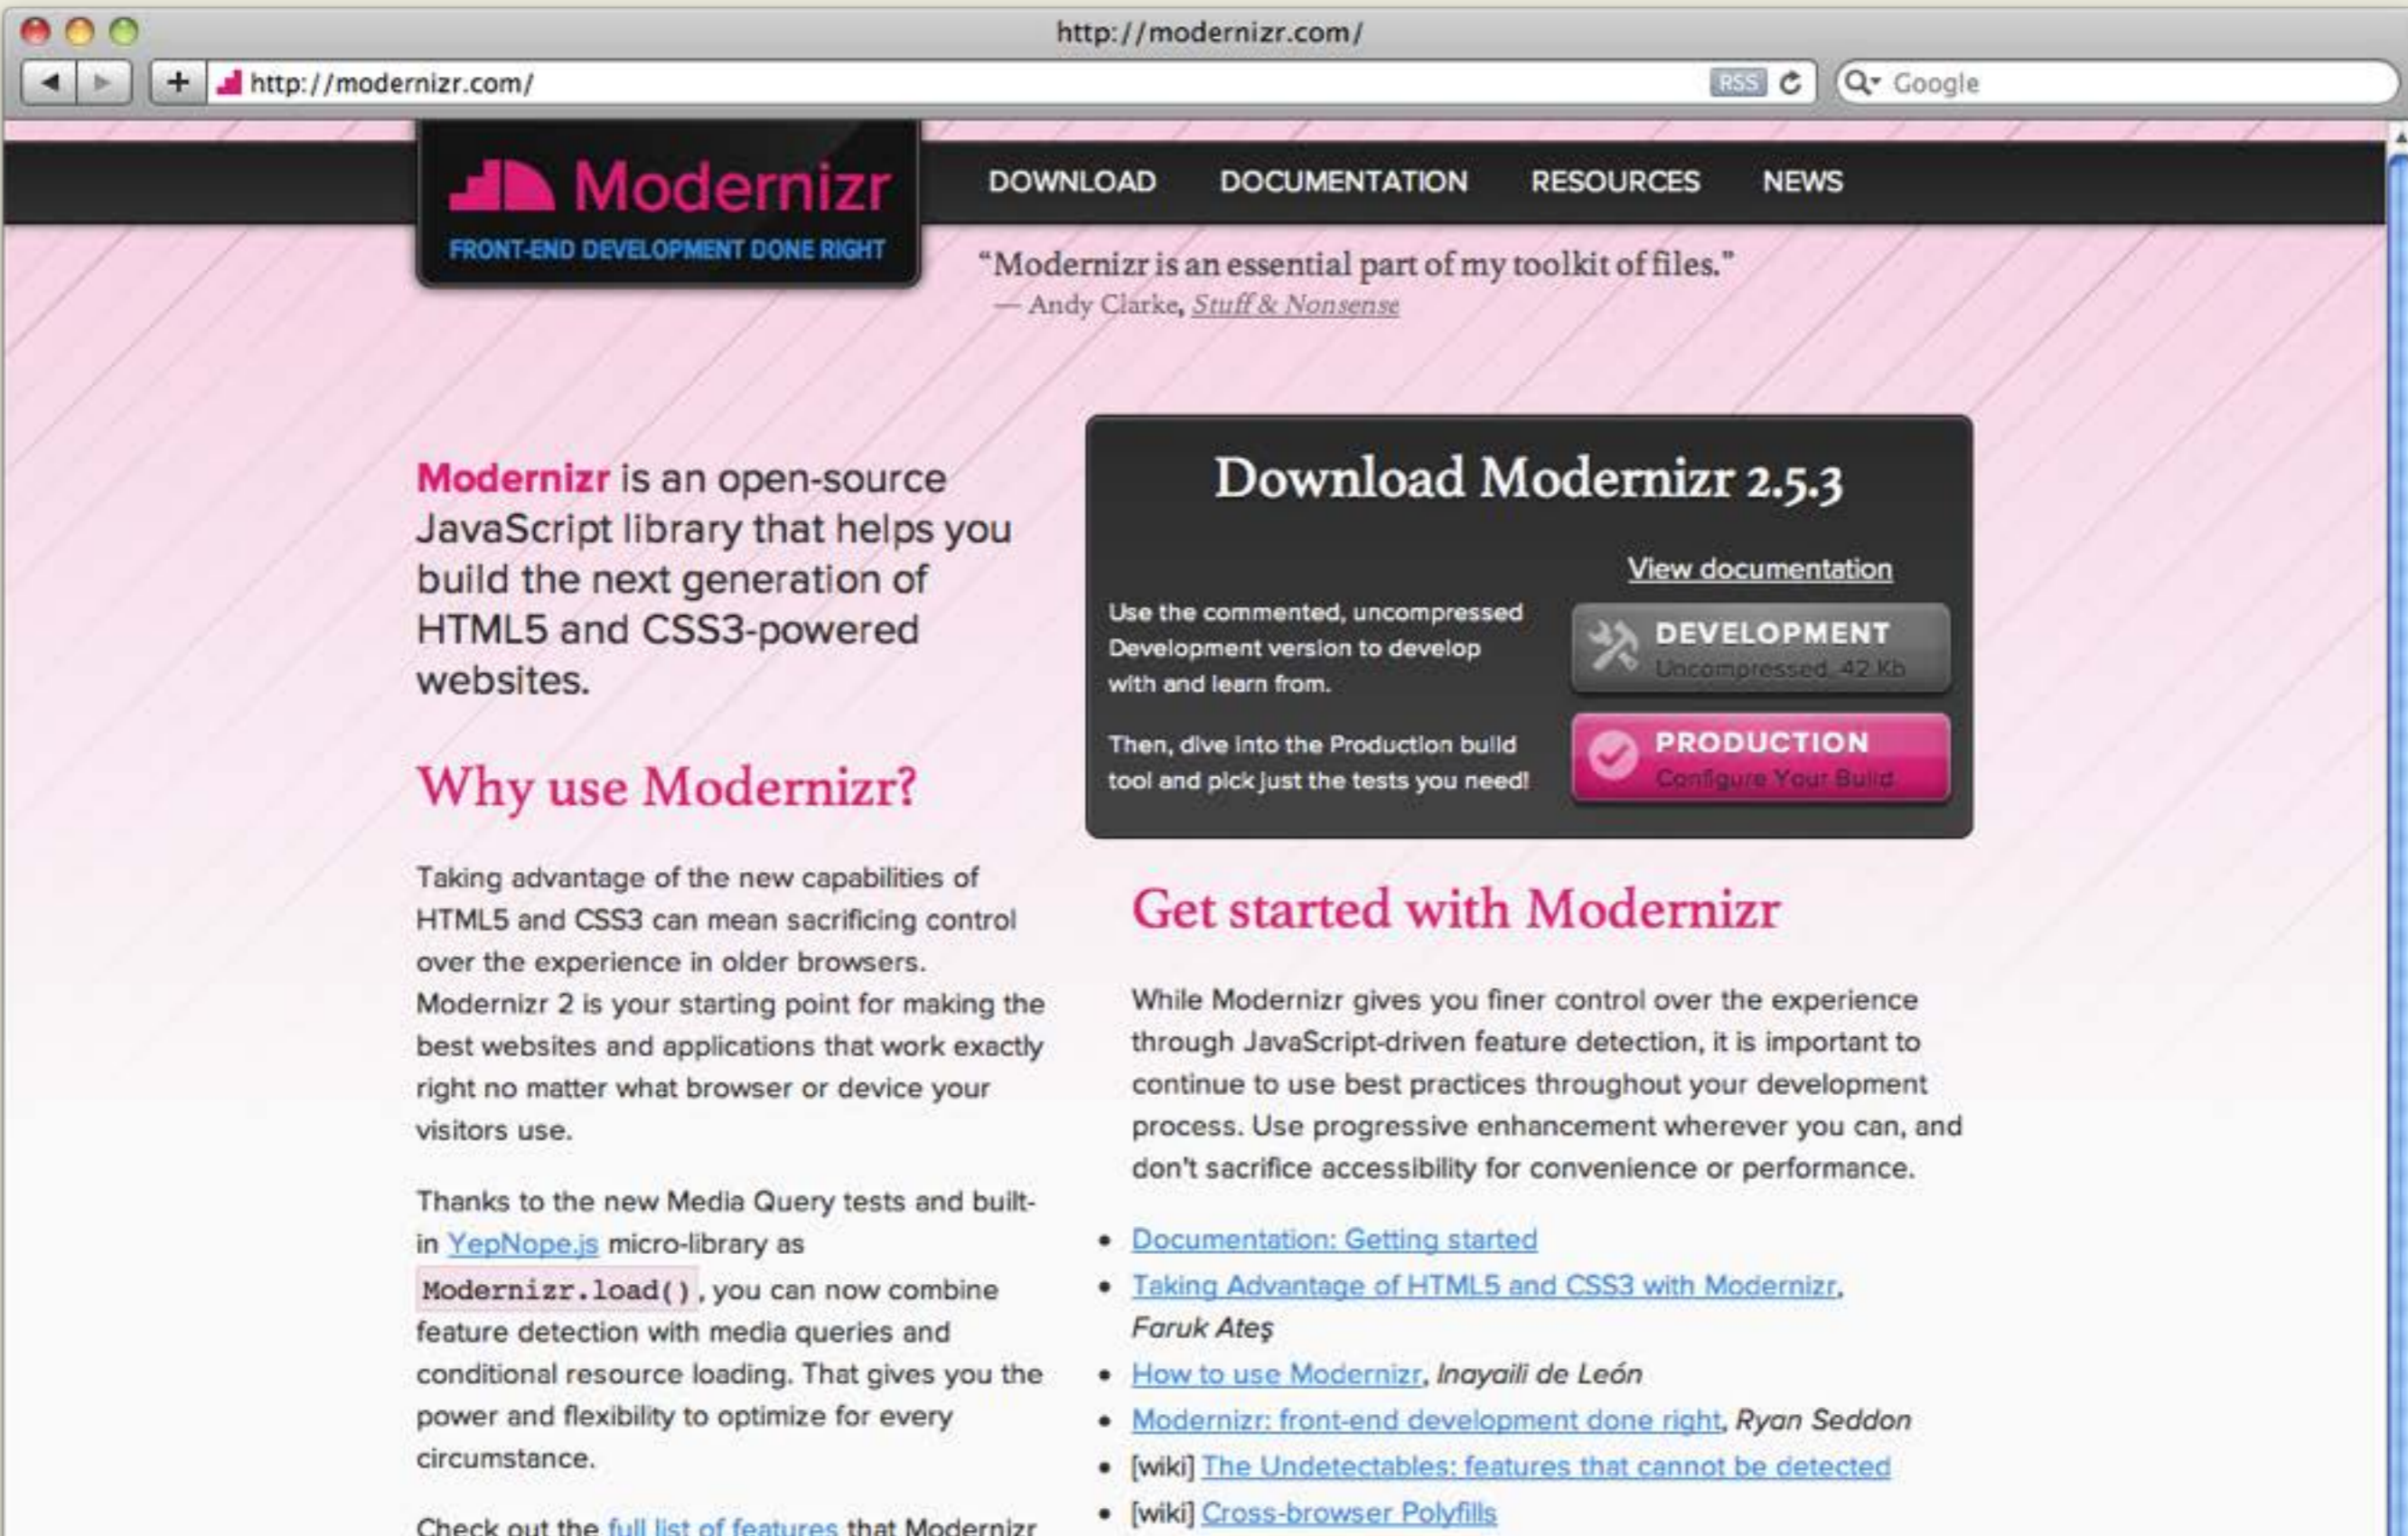 http://modernizr.com/
http://modernizr.com/
RSS
Google
Modernizr
FRONT-END DEVELOPMENT DONE RIGHT
DOWNLOAD DOCUMENTATION RESOURCES NEWS
“Modernizr is an essential part of my toolkit of files.”
— Andy Clarke, Stuff & Nonsense
Modernizr is an open-source
JavaScript library that helps you
build the next generation of
HTML5 and CSS3-powered
websites.
Why use Modernizr?
Taking advantage of the new capabilities of
HTML5 and CSS3 can mean sacrificing control
over the experience in older browsers.
Modernizr 2 is your starting point for making the
best websites and applications that work exactly
right no matter what browser or device your
visitors use.
Thanks to the new Media Query tests and built-
in YepNope.js micro-library as
Modernizr.load(), you can now combine
feature detection with media queries and
conditional resource loading. That gives you the
power and flexibility to optimize for every
circumstance.
Check out the full list of features that Modernizr
Download Modernizr 2.5.3
View documentation
Use the commented, uncompressed
Development version to develop
with and learn from.
DEVELOPMENT
Uncompressed, 42 Kb
Then, dive into the Production build
tool and pick just the tests you need!
PRODUCTION
Configure Your Build
Get started with Modernizr
While Modernizr gives you finer control over the experience
through JavaScript-driven feature detection, it is important to
continue to use best practices throughout your development
process. Use progressive enhancement wherever you can, and
don't sacrifice accessibility for convenience or performance.
• Documentation: Getting started
• Taking Advantage of HTML5 and CSS3 with Modernizr,
Faruk Ateş
• How to use Modernizr, Inayaili de León
• Modernizr: front-end development done right, Ryan Seddon
• [wiki] The Undetectables: features that cannot be detected
• [wiki] Cross-browser Polyfills